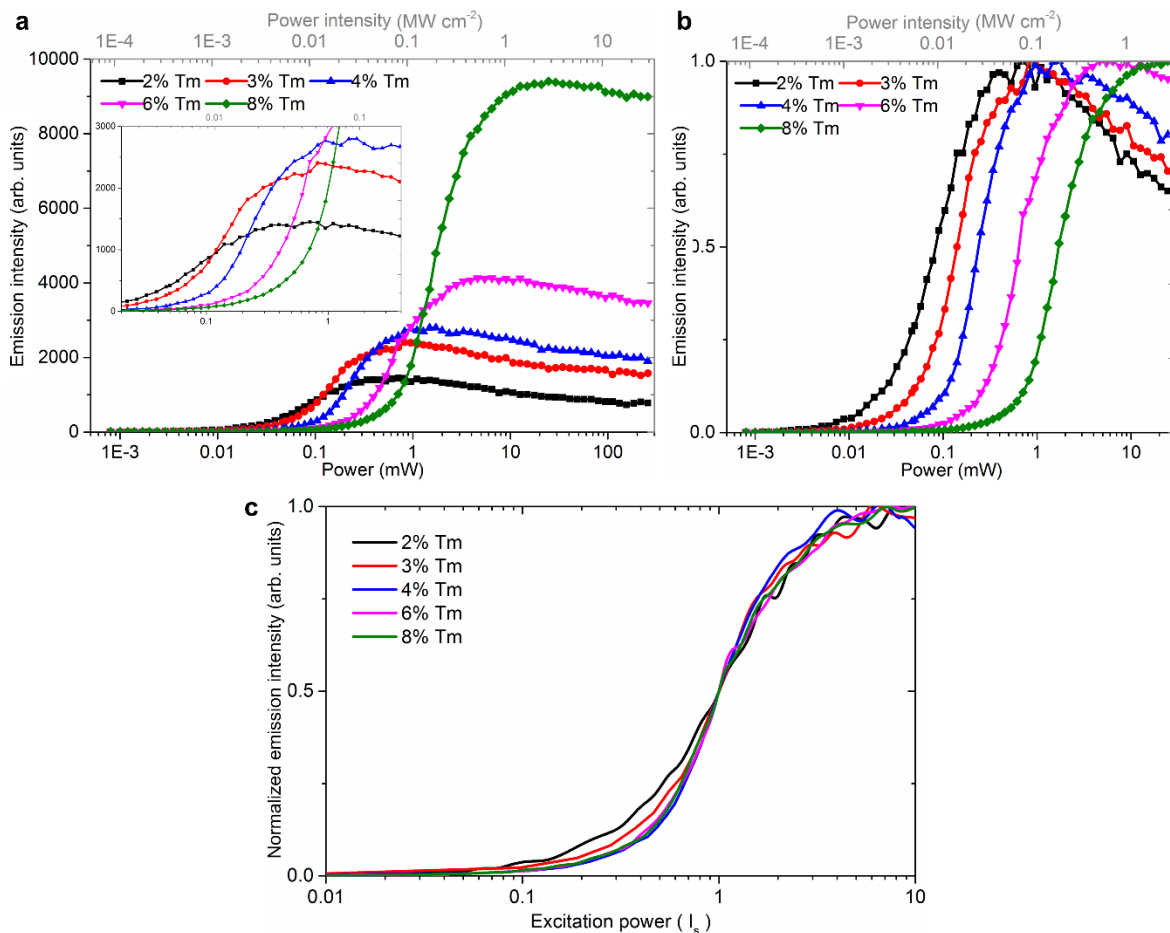 a
Power intensity (MW cm-2)
1E-4 1E-3 0.01 0.1 1 10
2% Tm 3% Tm 4% Tm
6% Tm 8% Tm
0.01 0.1
3000
2000
1000
0
0.1 1
10000
8000
6000
4000
2000
0
Emission intensity (arb. units)
1E-3 0.01 0.1 1 10 100
Power (mW)
b
Power intensity (MW cm-2)
1E-4 1E-3 0.01 0.1 1
2% Tm 3% Tm
4% Tm 6% Tm
8% Tm
1
0.5
0.0
Emission intensity (arb. units)
1E-3 0.01 0.1 1 10
Power (mW)
c
2% Tm
3% Tm
4% Tm
6% Tm
8% Tm
1.0
0.5
0.0
Normalized emission intensity (arb. units)
0.01 0.1 1 10
Excitation power ( Is )